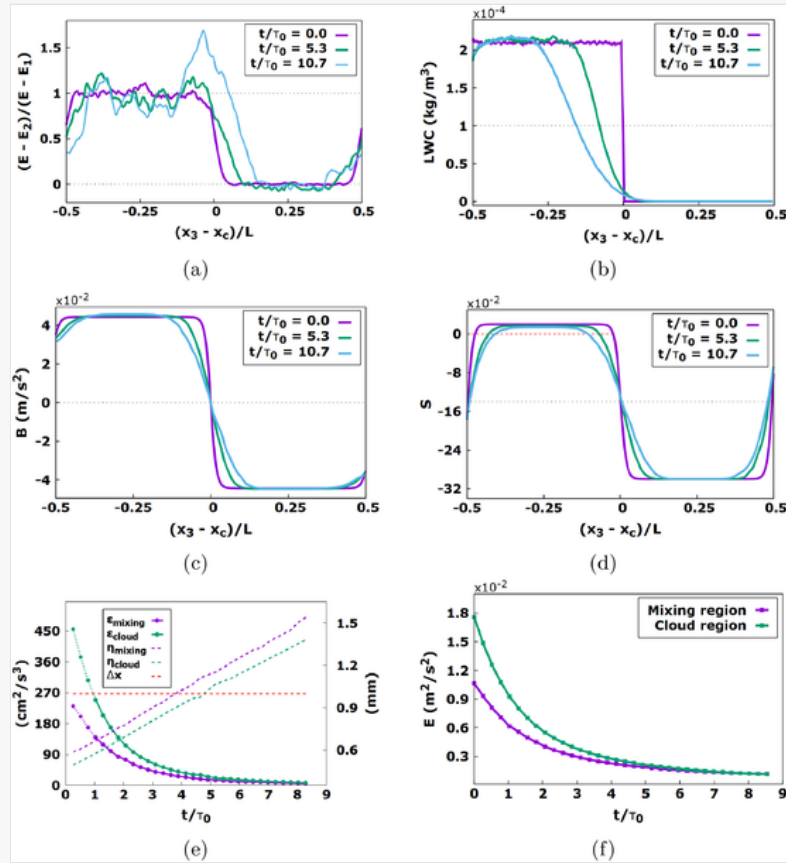 (E - E₂)/(E - E₁)
1.5
1
0.5
0
t/τ₀ = 0.0
t/τ₀ = 5.3
t/τ₀ = 10.7
-0.5 -0.25 0 0.25 0.5
(x₃ - x_c)/L
(a)
x10⁻⁴
LWC (kg/m³)
2
1.5
1
0.5
0
t/τ₀ = 0.0
t/τ₀ = 5.3
t/τ₀ = 10.7
-0.5 -0.25 0 0.25 0.5
(x₃ - x_c)/L
(b)
x10⁻²
B (m/s²)
4
2
0
-2
-4
t/τ₀ = 0.0
t/τ₀ = 5.3
t/τ₀ = 10.7
-0.5 -0.25 0 0.25 0.5
(x₃ - x_c)/L
(c)
x10⁻²
S
0
-8
-16
-24
-32
t/τ₀ = 0.0
t/τ₀ = 5.3
t/τ₀ = 10.7
-0.5 -0.25 0 0.25 0.5
(x₃ - x_c)/L
(d)
(cm²/s³)
450
360
270
180
90
0
ε_mixing
ε_cloud
η_mixing
η_cloud
Δx
1.5
1.2
0.9
0.6
(mm)
0 1 2 3 4 5 6 7 8 9
t/τ₀
(e)
x10⁻²
E (m²/s²)
1.8
1.5
1.2
0.9
0.6
0.3
Mixing region
Cloud region
0 1 2 3 4 5 6 7 8 9
t/τ₀
(f)